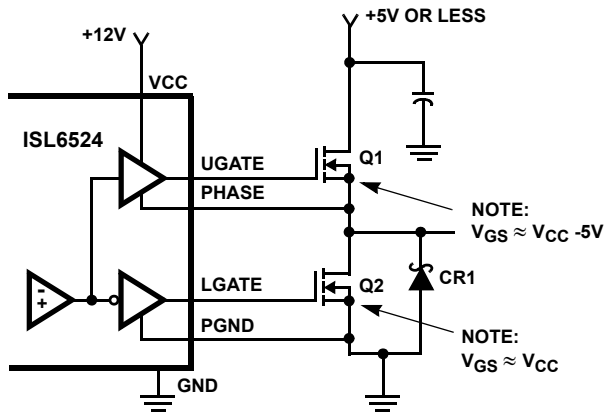 +5V OR LESS
+12V
VCC
ISL6524
UGATE
Q1
PHASE
NOTE:
VGS ≈ VCC -5V
- +
LGATE
Q2
CR1
PGND
NOTE:
VGS ≈ VCC
GND